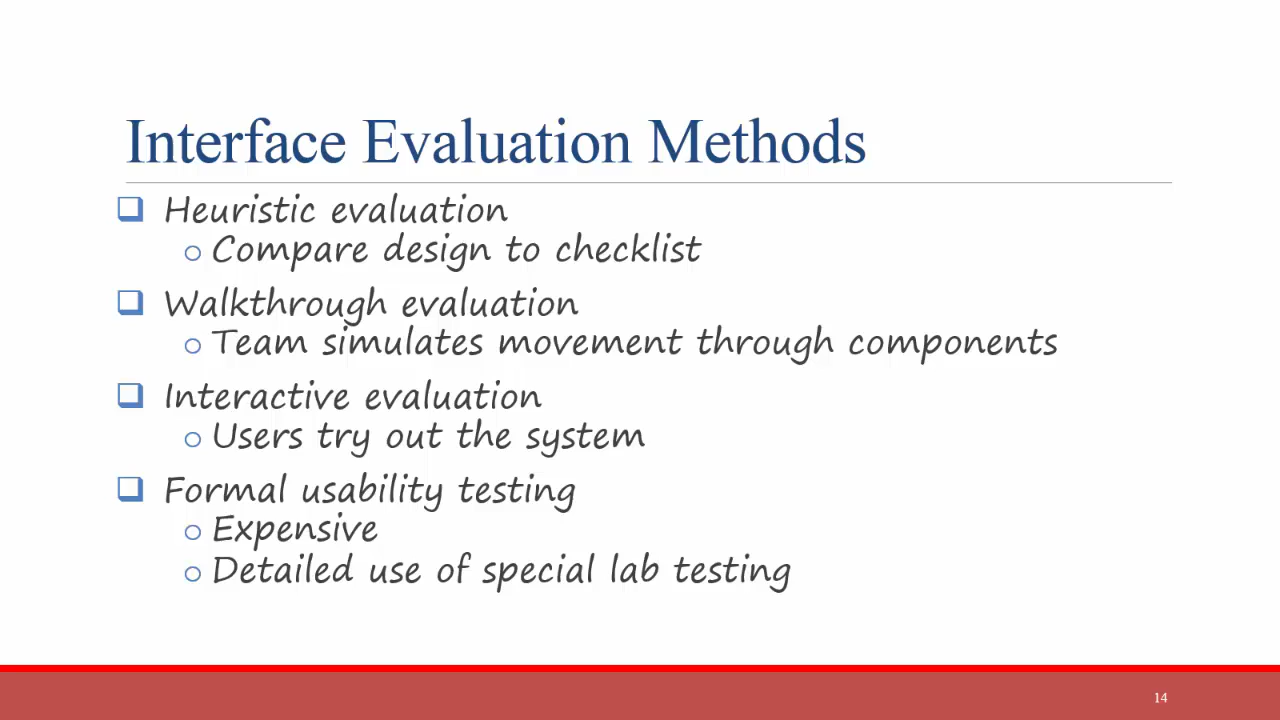 Interface Evaluation Methods
Heuristic evaluation
Compare design to checklist
Walkthrough evaluation
Team simulates movement through components
Interactive evaluation
Users try out the system
Formal usability testing
Expensive
Detailed use of special lab testing
14